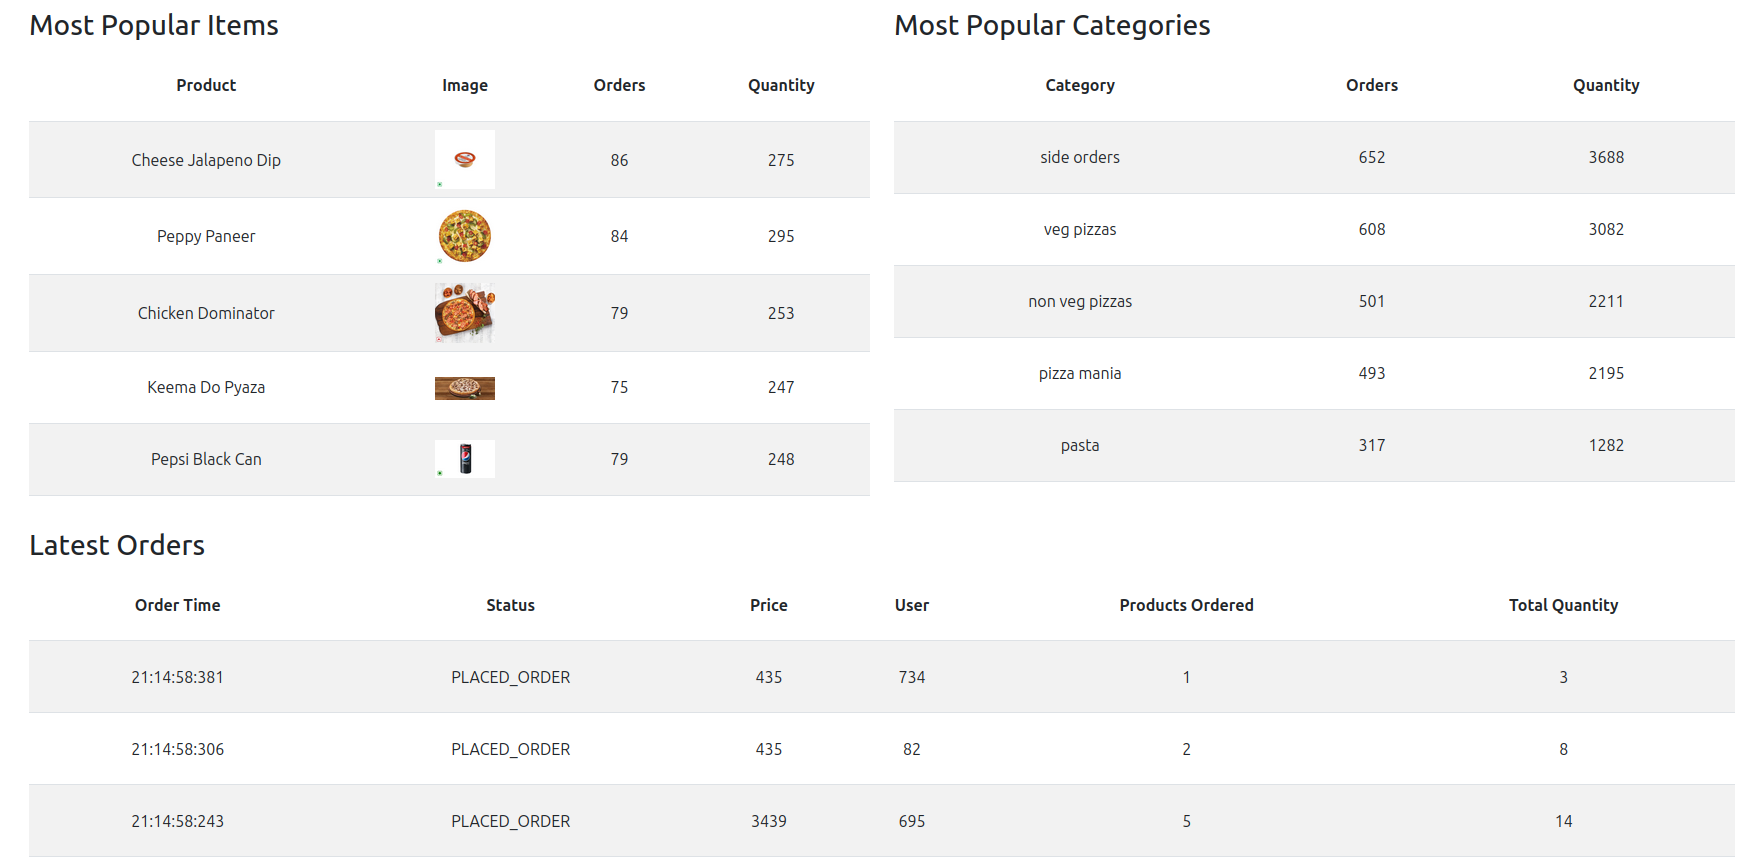 Most Popular Items
Product Image Orders Quantity
Cheese Jalapeno Dip 86 275
Peppy Paneer 84 295
Chicken Dominator 79 253
Keema Do Pyaza 75 247
Pepsi Black Can 79 248
Most Popular Categories
Category Orders Quantity
side orders 652 3688
veg pizzas 608 3082
non veg pizzas 501 2211
pizza mania 493 2195
pasta 317 1282
Latest Orders
Order Time Status Price User Products Ordered Total Quantity
21:14:58:381 PLACED_ORDER 435 734 1 3
21:14:58:306 PLACED_ORDER 435 82 2 8
21:14:58:243 PLACED_ORDER 3439 695 5 14